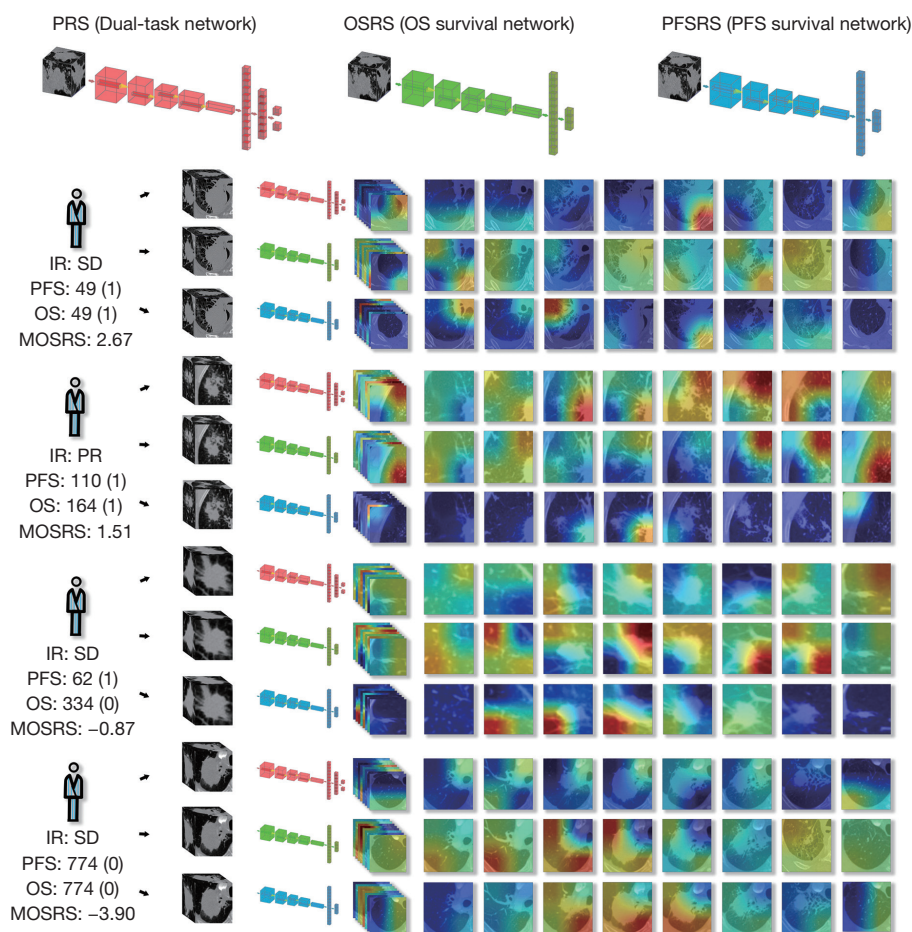 PRS (Dual-task network)
OSRS (OS survival network)
PFSRS (PFS survival network)
IR: SD
PFS: 49 (1)
OS: 49 (1)
MOSRS: 2.67
IR: PR
PFS: 110 (1)
OS: 164 (1)
MOSRS: 1.51
IR: SD
PFS: 62 (1)
OS: 334 (0)
MOSRS: −0.87
IR: SD
PFS: 774 (0)
OS: 774 (0)
MOSRS: −3.90